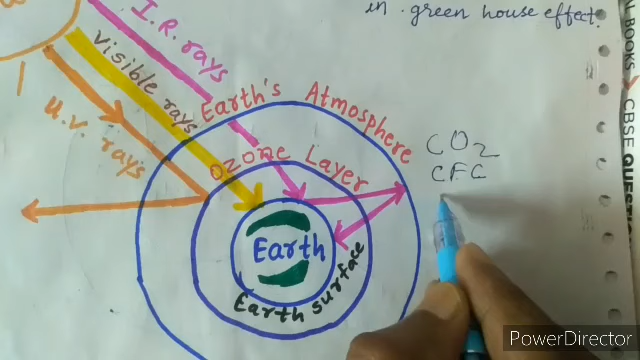 in green house effect.
I.R. rays
Visible rays
U.V. rays
Earth's Atmosphere
Ozone Layer
CO2
CFC
Earth
Earth surface
BOOKS > CBSE QUESTION
PowerDirector